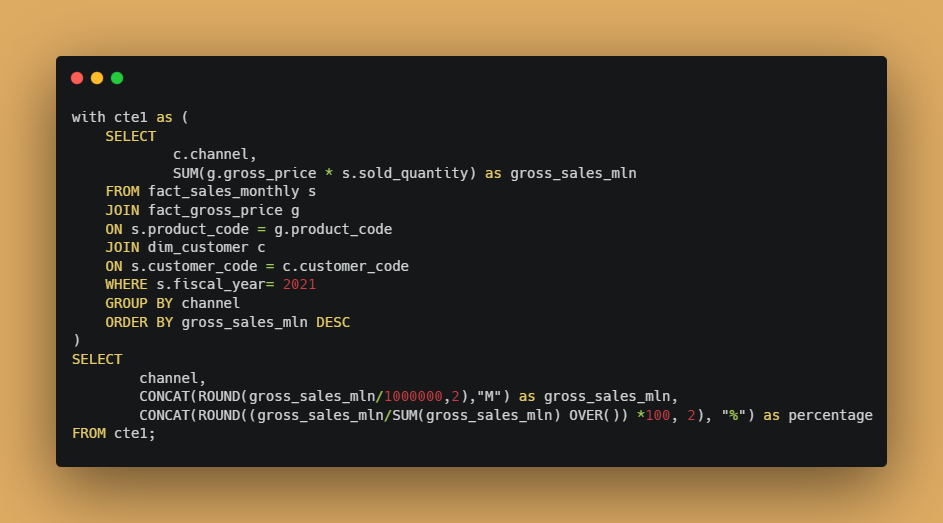 with cte1 as (
    SELECT
            c.channel,
            SUM(g.gross_price * s.sold_quantity) as gross_sales_mln
    FROM fact_sales_monthly s
    JOIN fact_gross_price g
    ON s.product_code = g.product_code
    JOIN dim_customer c
    ON s.customer_code = c.customer_code
    WHERE s.fiscal_year= 2021
    GROUP BY channel
    ORDER BY gross_sales_mln DESC
)
SELECT
        channel,
        CONCAT(ROUND(gross_sales_mln/1000000,2),"M") as gross_sales_mln,
        CONCAT(ROUND((gross_sales_mln/SUM(gross_sales_mln) OVER()) *100, 2), "%") as percentage
FROM cte1;